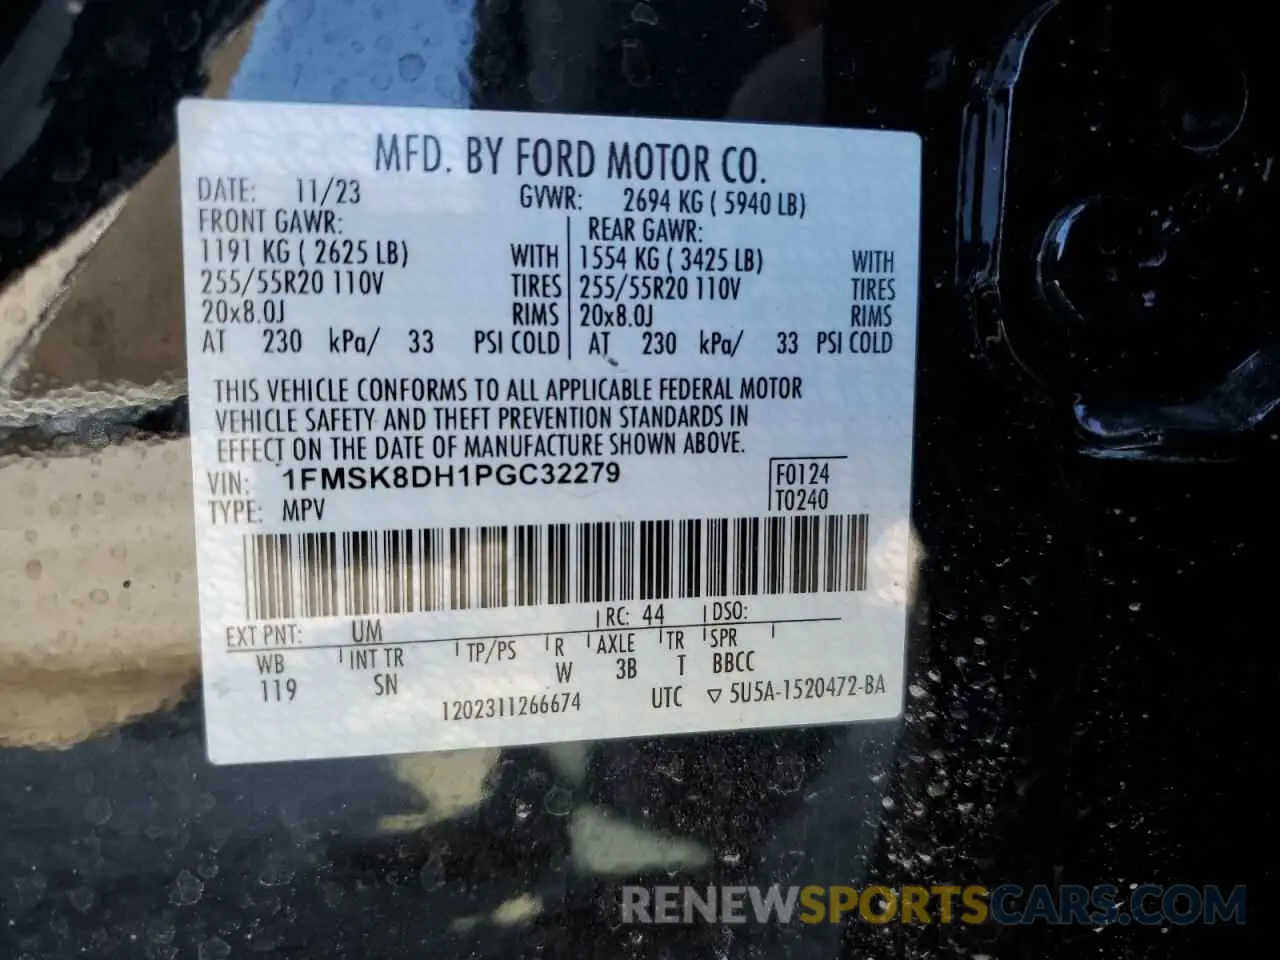 MFD. BY FORD MOTOR CO.
DATE: 11/23 GVWR: 2694 KG ( 5940 LB)
FRONT GAWR: REAR GAWR:
1191 KG ( 2625 LB) WITH 1554 KG ( 3425 LB) WITH
255/55R20 110V TIRES 255/55R20 110V TIRES
20x8.0J RIMS 20x8.0J RIMS
AT 230 kPa/ 33 PSI COLD AT 230 kPa/ 33 PSI COLD
THIS VEHICLE CONFORMS TO ALL APPLICABLE FEDERAL MOTOR
VEHICLE SAFETY AND THEFT PREVENTION STANDARDS IN
EFFECT ON THE DATE OF MANUFACTURE SHOWN ABOVE.
VIN: 1FMSK8DH1PGC32279 F0124
TYPE: MPV T0240
EXT PNT: UM RC: 44 DSO:
WB INT TR TP/PS R AXLE TR SPR
119 SN W 3B T BBCC
1202311266674 UTC ▽ 5U5A-1520472-BA
RENEWSPORTSCARS.COM